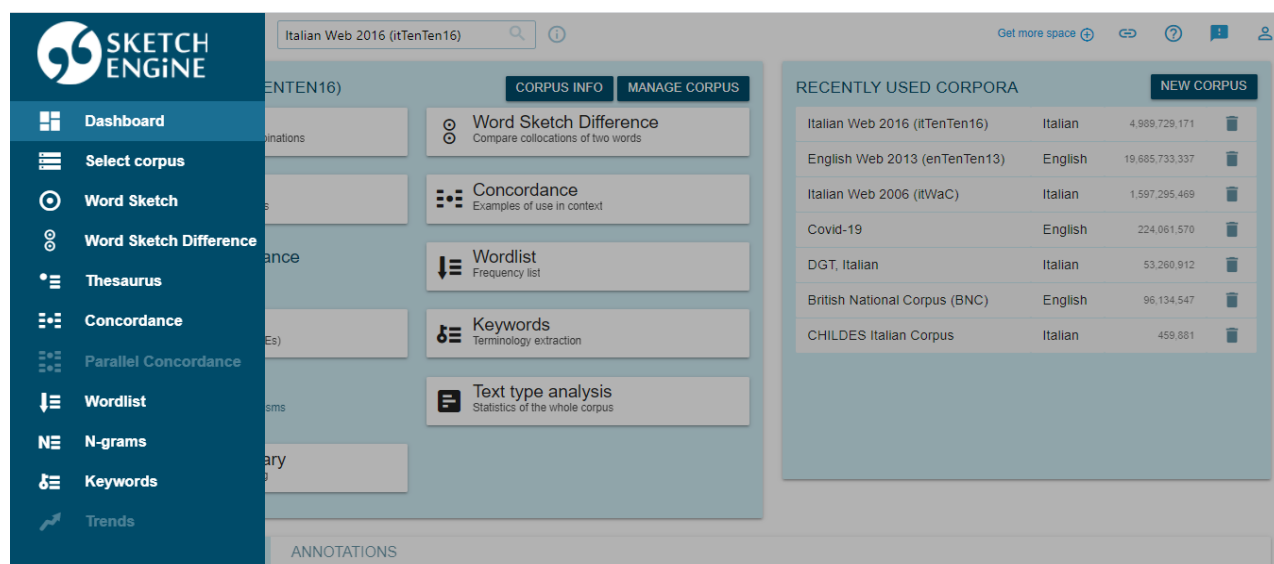 SKETCH
ENGiNE
Dashboard
Select corpus
Word Sketch
Word Sketch Difference
Thesaurus
Concordance
Parallel Concordance
Wordlist
N-grams
Keywords
Trends
Italian Web 2016 (itTenTen16)
Get more space
ENTEN16)
CORPUS INFO
MANAGE CORPUS
inations
Word Sketch Difference
Compare collocations of two words
s
Concordance
Examples of use in context
ance
Wordlist
Frequency list
Es)
Keywords
Terminology extraction
sms
Text type analysis
Statistics of the whole corpus
ary
ANNOTATIONS
RECENTLY USED CORPORA
NEW CORPUS
Italian Web 2016 (itTenTen16) Italian 4,989,729,171
English Web 2013 (enTenTen13) English 19,685,733,337
Italian Web 2006 (itWaC) Italian 1,597,295,469
Covid-19 English 224,061,570
DGT, Italian Italian 53,260,912
British National Corpus (BNC) English 96,134,547
CHILDES Italian Corpus Italian 459,881